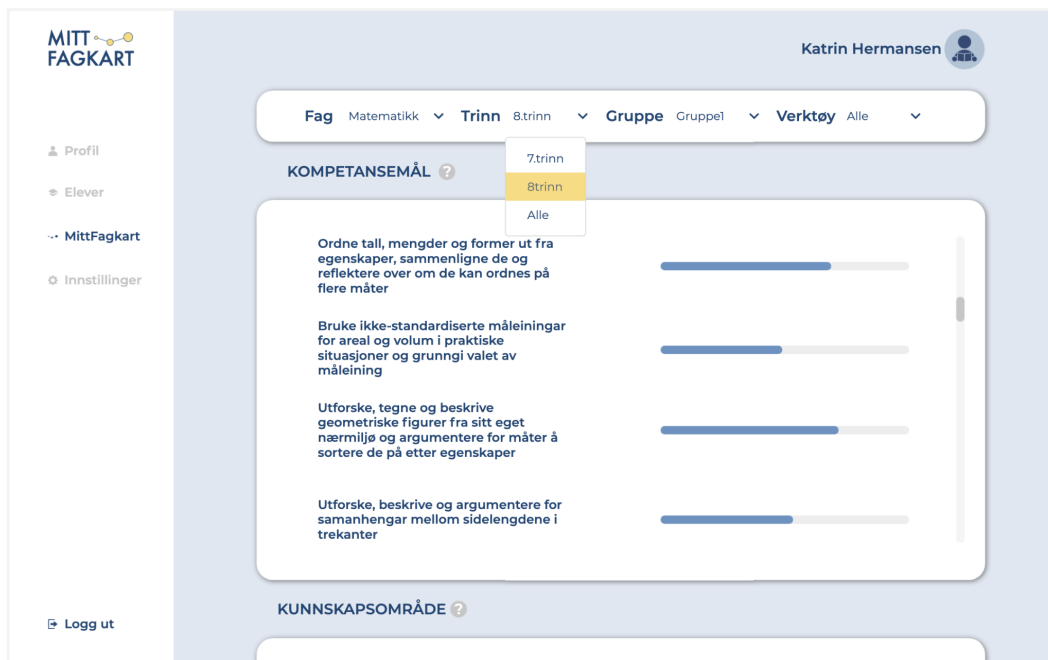 MITT
FAGKART
Katrin Hermansen
Fag Matematikk Trinn 8.trinn Gruppe Gruppe1 Verktøy Alle
7.trinn
8trinn
Alle
Profil
Elever
MittFagkart
Innstillinger
Logg ut
KOMPETANSEMÅL ?
Ordne tall, mengder og former ut fra
egenskaper, sammenligne de og
reflektere over om de kan ordnes på
flere måter
Bruke ikke-standardiserte måleiningar
for areal og volum i praktiske
situasjoner og grunngi valet av
måleining
Utforske, tegne og beskrive
geometriske figurer fra sitt eget
nærmiljø og argumentere for måter å
sortere de på etter egenskaper
Utforske, beskrive og argumentere for
samanhengar mellom sidelengdene i
trekanter
KUNNSKAPSOMRÅDE ?